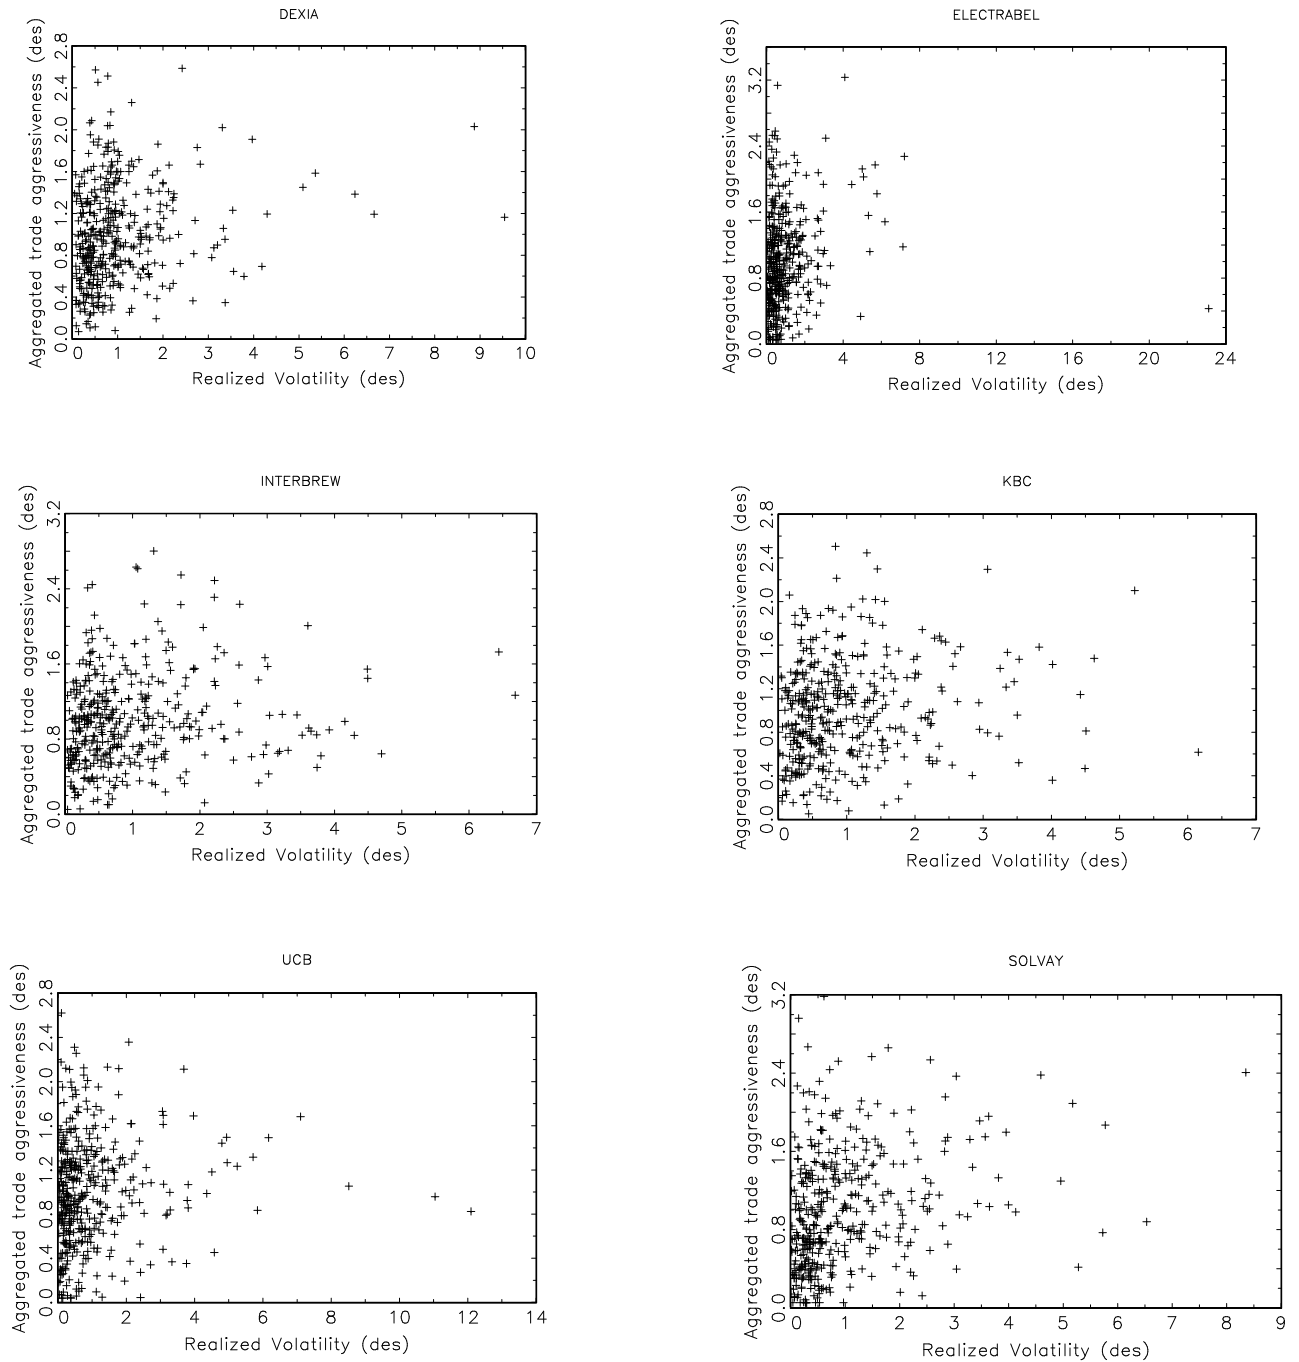 DEXIA
Aggregated trade aggressiveness (des)
0.0 0.4 0.8 1.2 1.6 2.0 2.4 2.8
0 1 2 3 4 5 6 7 8 9 10
Realized Volatility (des)
ELECTRABEL
Aggregated trade aggressiveness (des)
0.0 0.8 1.6 2.4 3.2
0 4 8 12 16 20 24
Realized Volatility (des)
INTERBREW
Aggregated trade aggressiveness (des)
0.0 0.8 1.6 2.4 3.2
0 1 2 3 4 5 6 7
Realized Volatility (des)
KBC
Aggregated trade aggressiveness (des)
0.0 0.4 0.8 1.2 1.6 2.0 2.4 2.8
0 1 2 3 4 5 6 7
Realized Volatility (des)
UCB
Aggregated trade aggressiveness (des)
0.0 0.4 0.8 1.2 1.6 2.0 2.4 2.8
0 2 4 6 8 10 12 14
Realized Volatility (des)
SOLVAY
Aggregated trade aggressiveness (des)
0.0 0.8 1.6 2.4 3.2
0 1 2 3 4 5 6 7 8 9
Realized Volatility (des)